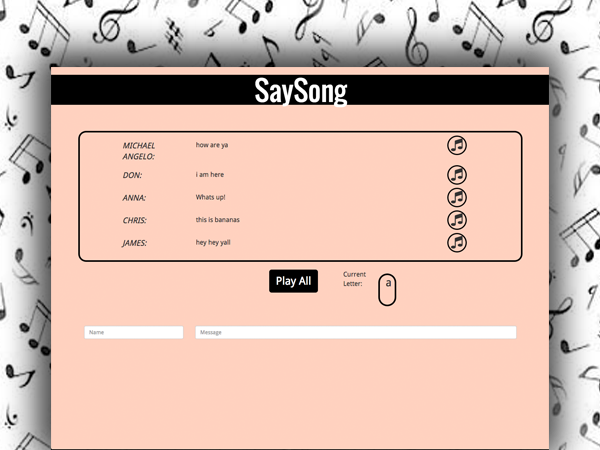 SaySong
MICHAEL how are ya
ANGELO:
DON: i am here
ANNA: Whats up!
CHRIS: this is bananas
JAMES: hey hey yall
Play All
Current
Letter:
a
Name
Message